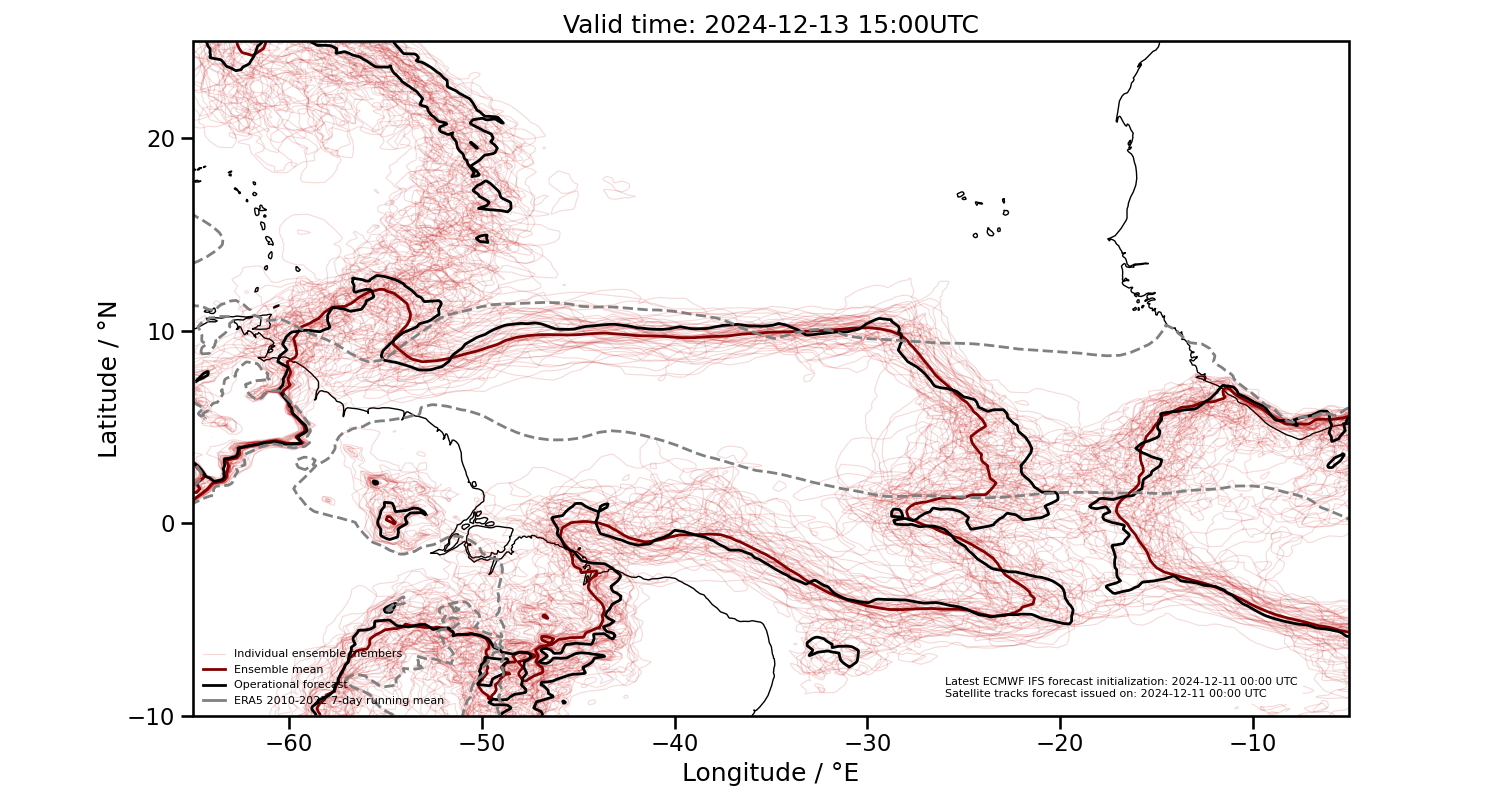 Valid time: 2024-12-13 15:00UTC
Latitude / °N
20
10
0
−10
Individual ensemble members
Ensemble mean
Operational forecast
ERA5 2010-2022 7-day running mean
Latest ECMWF IFS forecast initialization: 2024-12-11 00:00 UTC
Satellite tracks forecast issued on: 2024-12-11 00:00 UTC
−60 −50 −40 −30 −20 −10
Longitude / °E